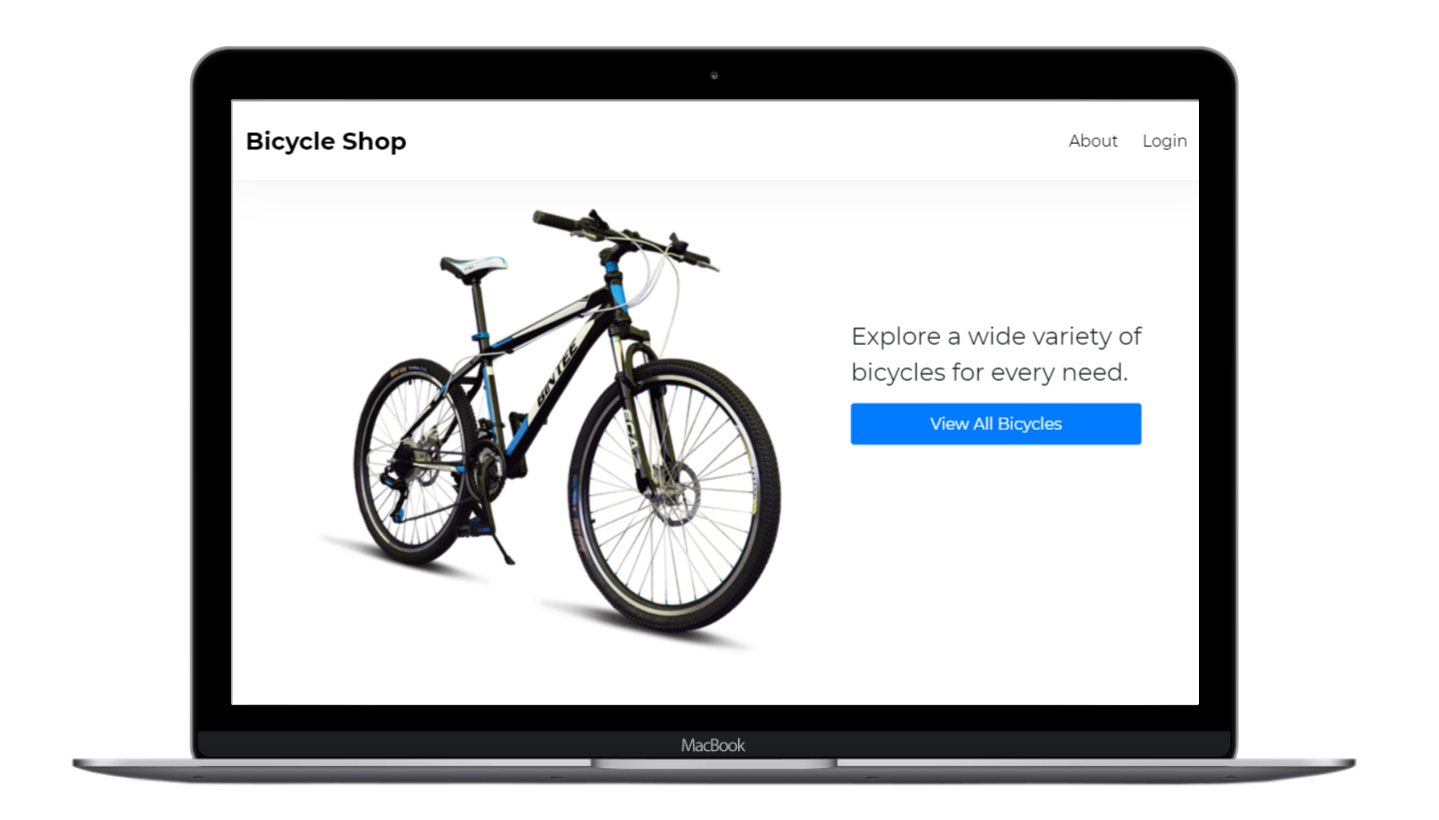 Bicycle Shop
About Login
Explore a wide variety of
bicycles for every need.
View All Bicycles
MacBook